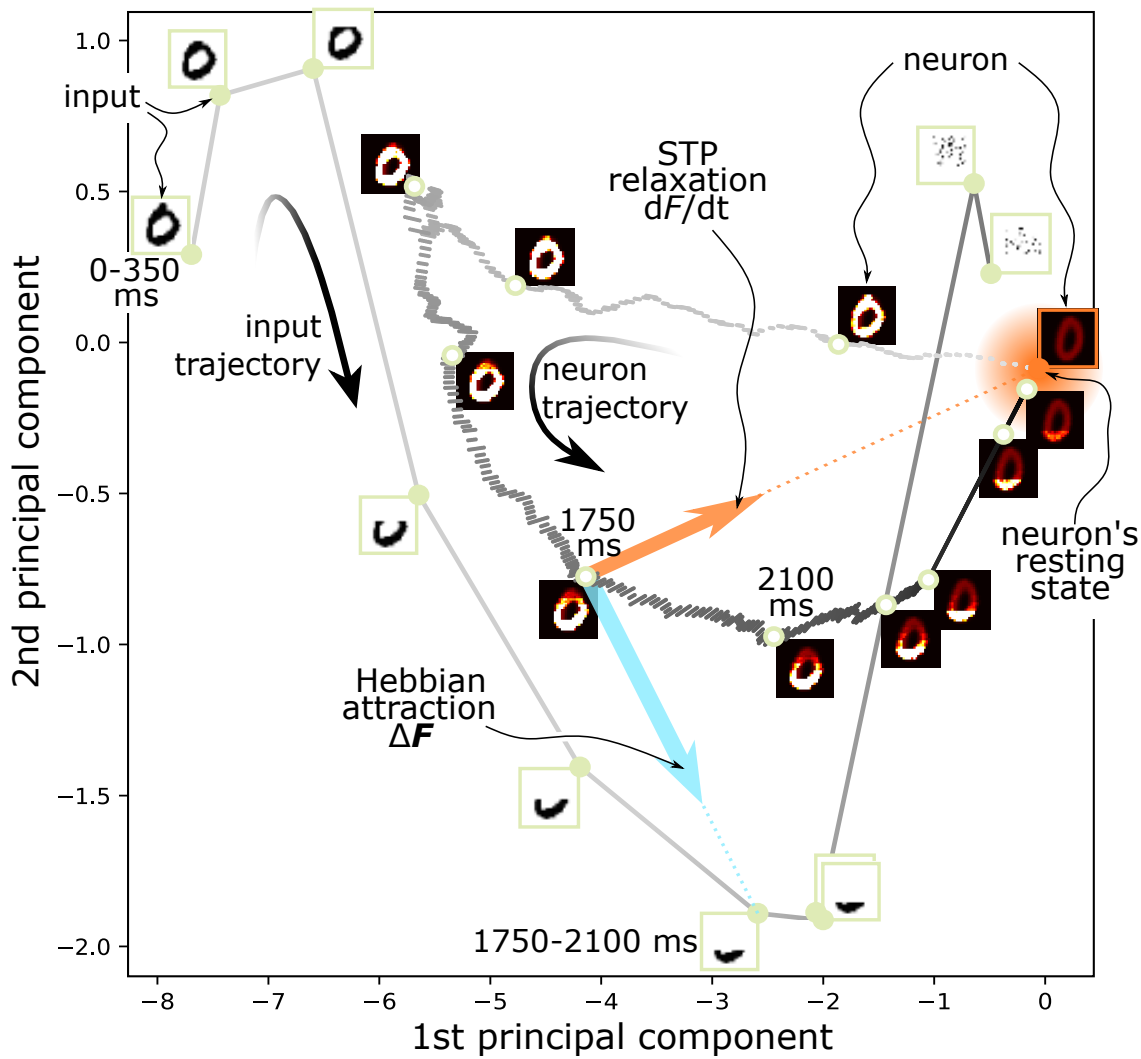 neuron
input
STP
relaxation
dF/dt
0-350
ms
input
trajectory
neuron
trajectory
1750
ms
2100
ms
neuron's
resting
state
Hebbian
attraction
ΔF
1750-2100 ms
1.0
0.5
0.0
−0.5
−1.0
−1.5
−2.0
2nd principal component
−8
−7
−6
−5
−4
−3
−2
−1
0
1st principal component